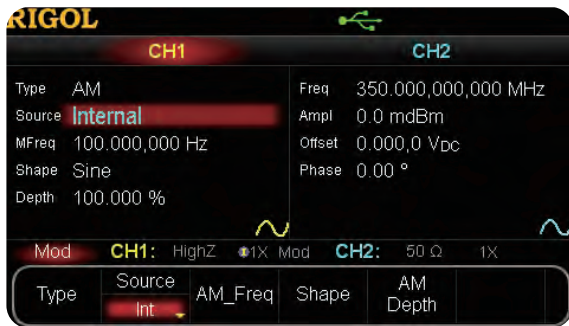 RIGOL
CH1
CH2
Type AM
Source Internal
MFreq 100.000,000 Hz
Shape Sine
Depth 100.000 %
Freq 350.000,000,000 MHz
Ampl 0.0 mdBm
Offset 0.000,0 VDC
Phase 0.00 °
Mod CH1: HighZ 1X Mod CH2: 50 Ω 1X
Type
Source
Int
AM_Freq
Shape
AM
Depth